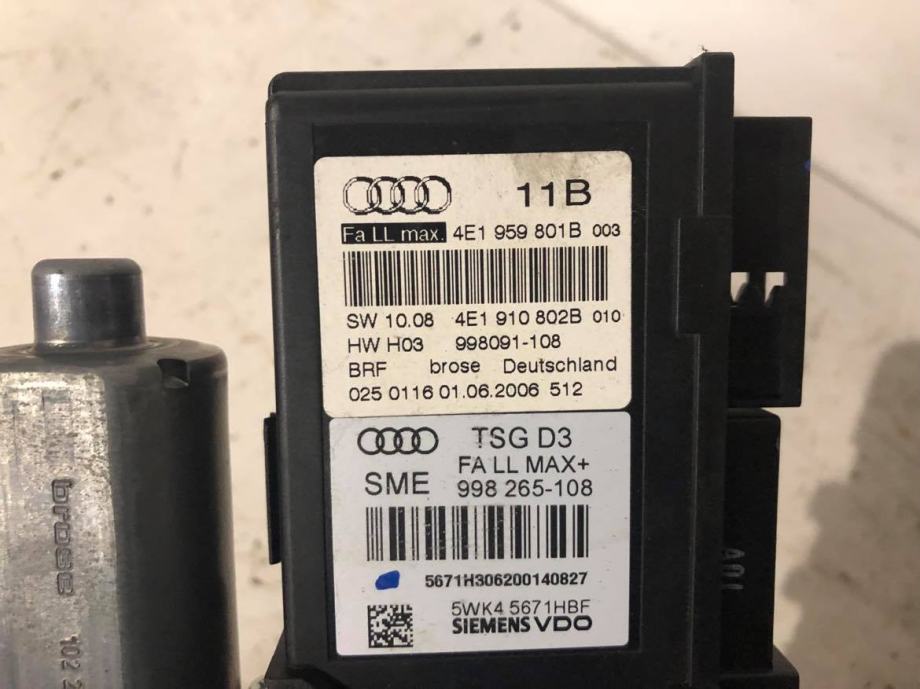 11B
Fa LL max. 4E1 959 801B 003
SW 10.08 4E1 910 802B 010
HW H03 998091-108
BRF brose Deutschland
025 0116 01.06.2006 512
TSG D3
FA LL MAX+
SME 998 265-108
5671H306200140827
5WK4 5671HBF
SIEMENS VDO
brose
A01